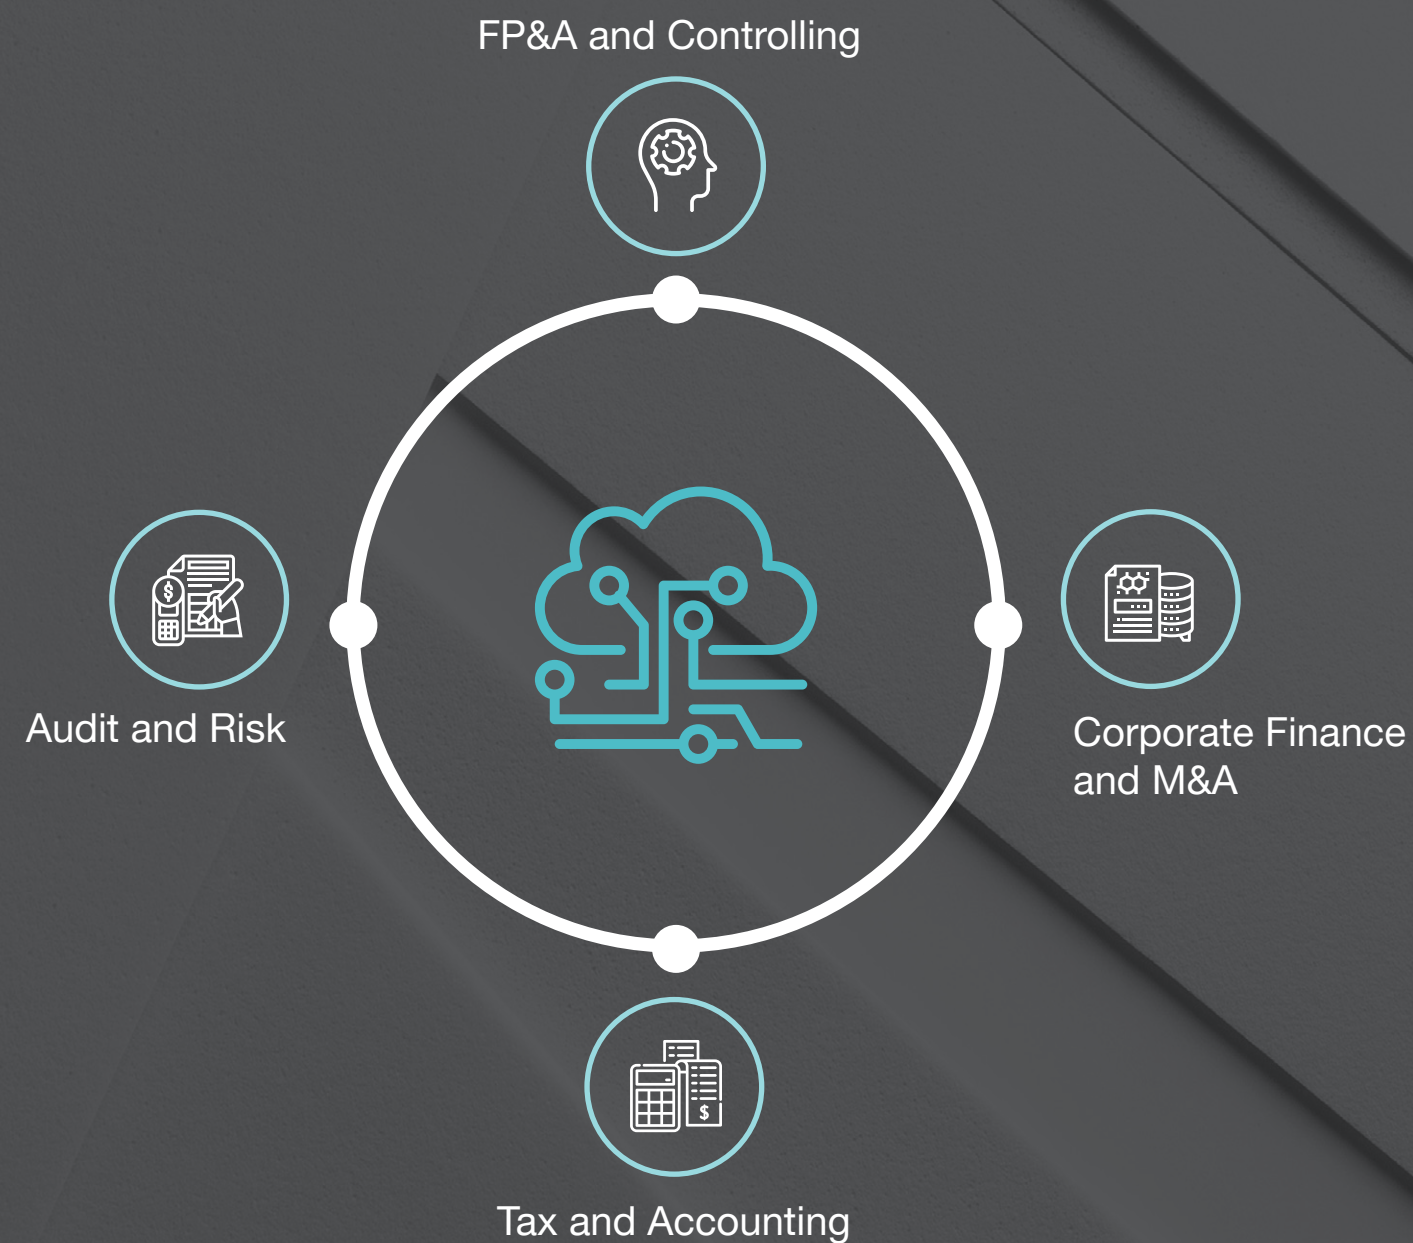 FP&A and Controlling
Audit and Risk
Corporate Finance
and M&A
Tax and Accounting